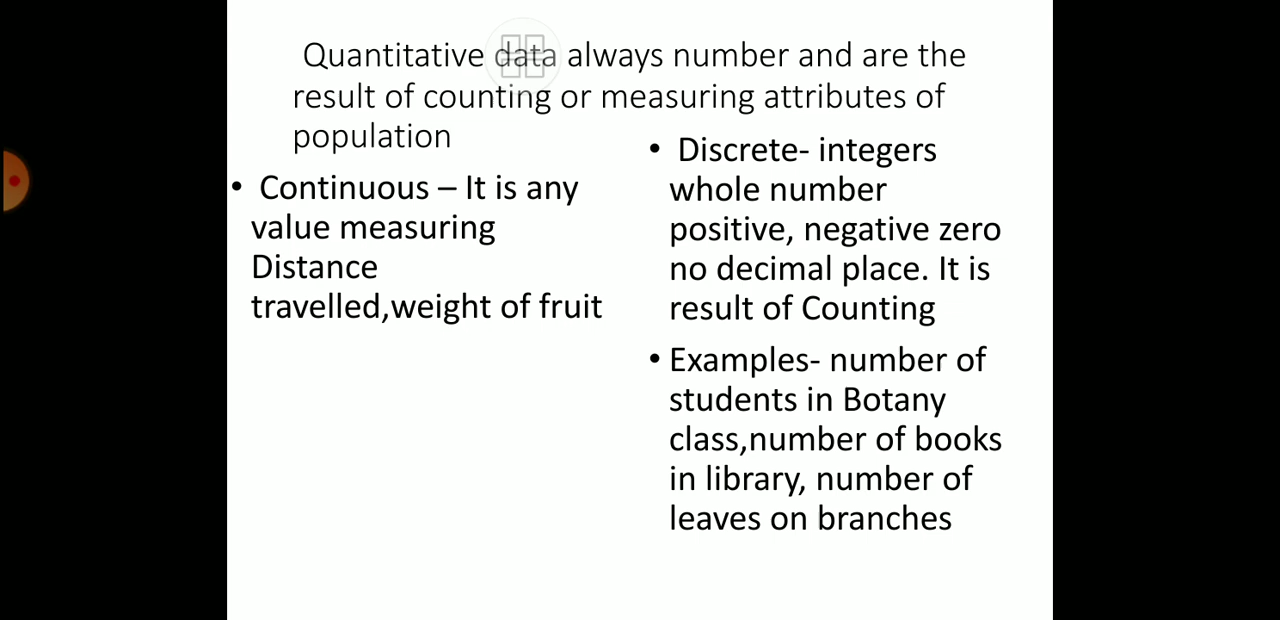 Quantitative data always number and are the
result of counting or measuring attributes of
population
• Continuous – It is any
value measuring
Distance
travelled,weight of fruit
• Discrete- integers
whole number
positive, negative zero
no decimal place. It is
result of Counting
• Examples- number of
students in Botany
class,number of books
in library, number of
leaves on branches